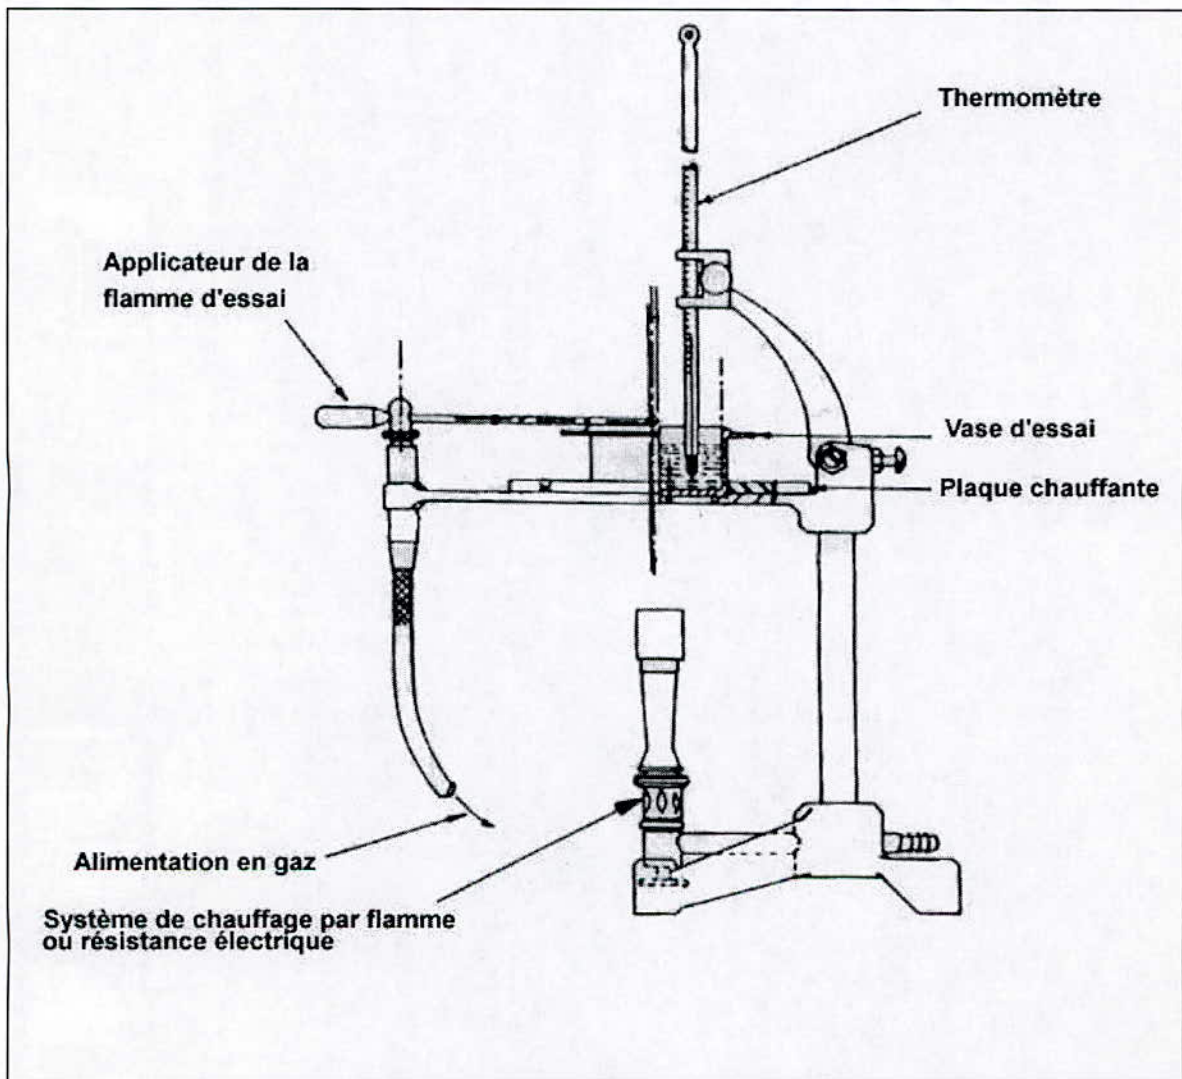 Thermomètre
Applicateur de la
flamme d'essai
Vase d'essai
Plaque chauffante
Alimentation en gaz
Système de chauffage par flamme
ou résistance électrique